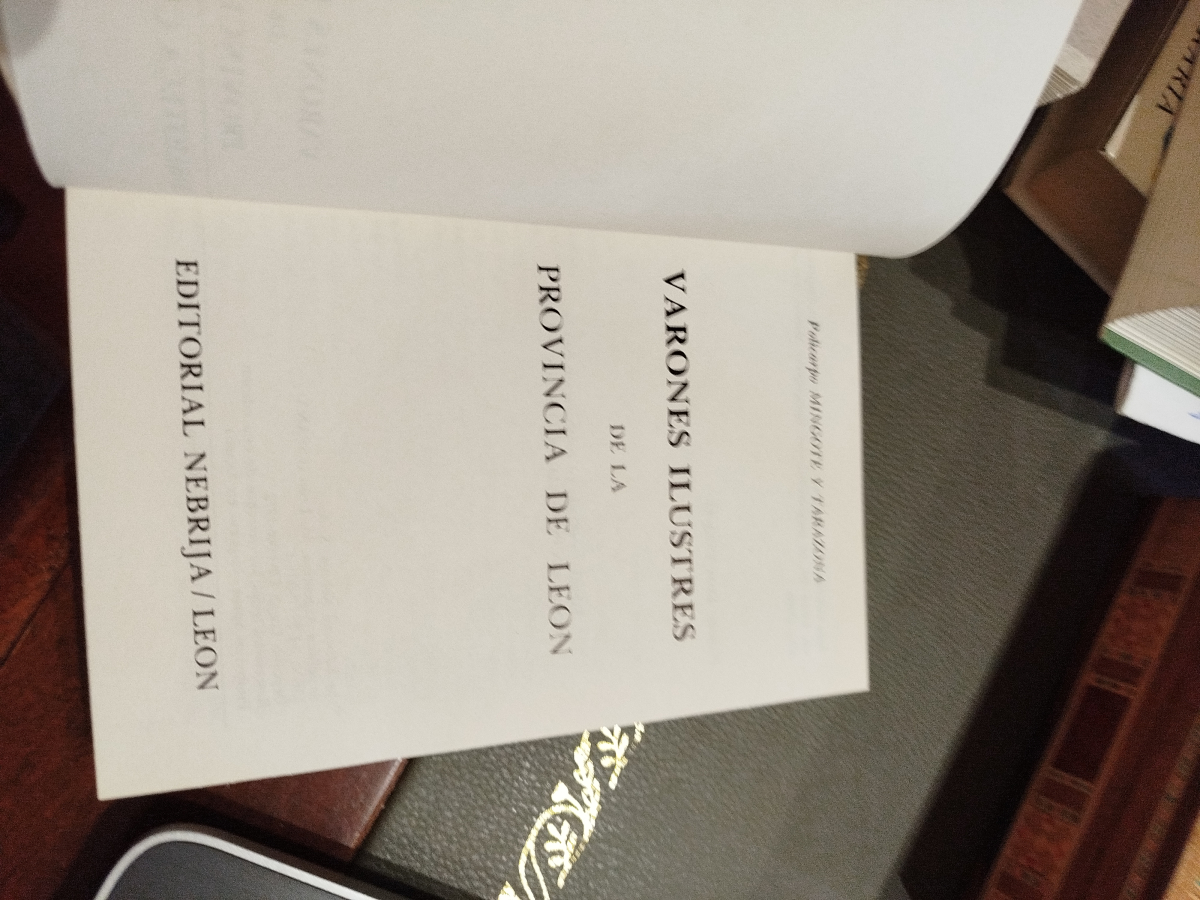 Policarpo MINGOTE Y TARAZONA
VARONES ILUSTRES
DE LA
PROVINCIA DE LEON
EDITORIAL NEBRIJA / LEON